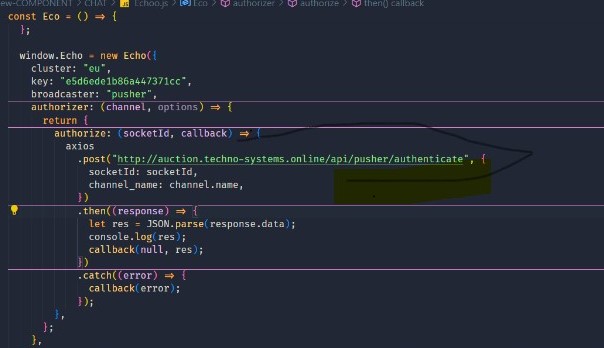 ew-COMPONENT > CHAT > Echoo.js > Eco > authorizer > authorize > then() callback
const Eco = () => {
};
window.Echo = new Echo({
cluster: "eu",
key: "e5d6ede1b86a447371cc",
broadcaster: "pusher",
authorizer: (channel, options) => {
return {
authorize: (socketId, callback) => {
axios
.post("http://auction.techno-systems.online/api/pusher/authenticate", {
socketId: socketId,
channel_name: channel.name,
})
.then((response) => {
let res = JSON.parse(response.data);
console.log(res);
callback(null, res);
})
.catch((error) => {
callback(error);
});
},
};
},